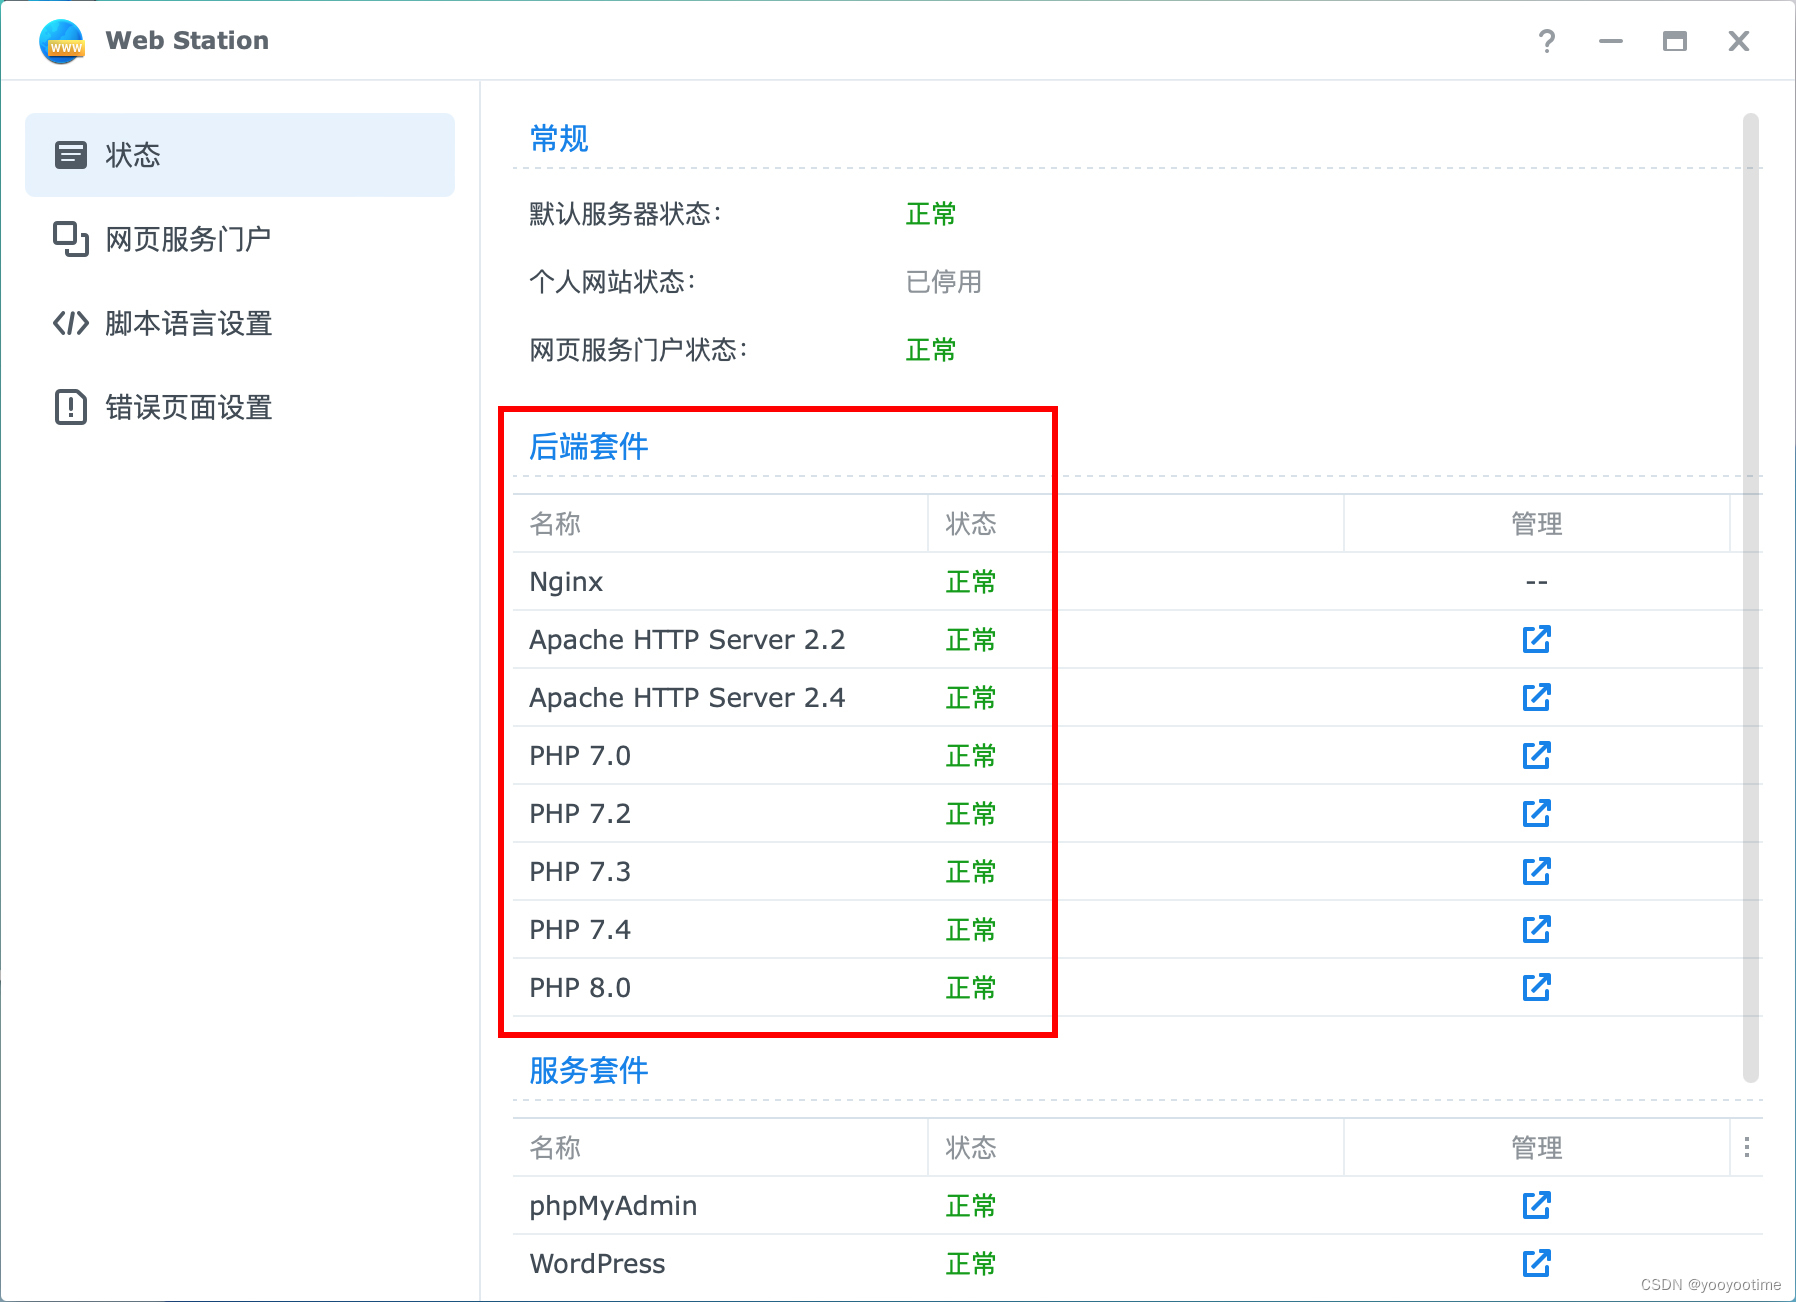 WWW
Web Station
状态
网页服务门户
脚本语言设置
错误页面设置
常规
默认服务器状态： 正常
个人网站状态： 已停用
网页服务门户状态： 正常
后端套件
名称 状态 管理
Nginx 正常 --
Apache HTTP Server 2.2 正常
Apache HTTP Server 2.4 正常
PHP 7.0 正常
PHP 7.2 正常
PHP 7.3 正常
PHP 7.4 正常
PHP 8.0 正常
服务套件
名称 状态 管理
phpMyAdmin 正常
WordPress 正常
CSDN @yooyootime